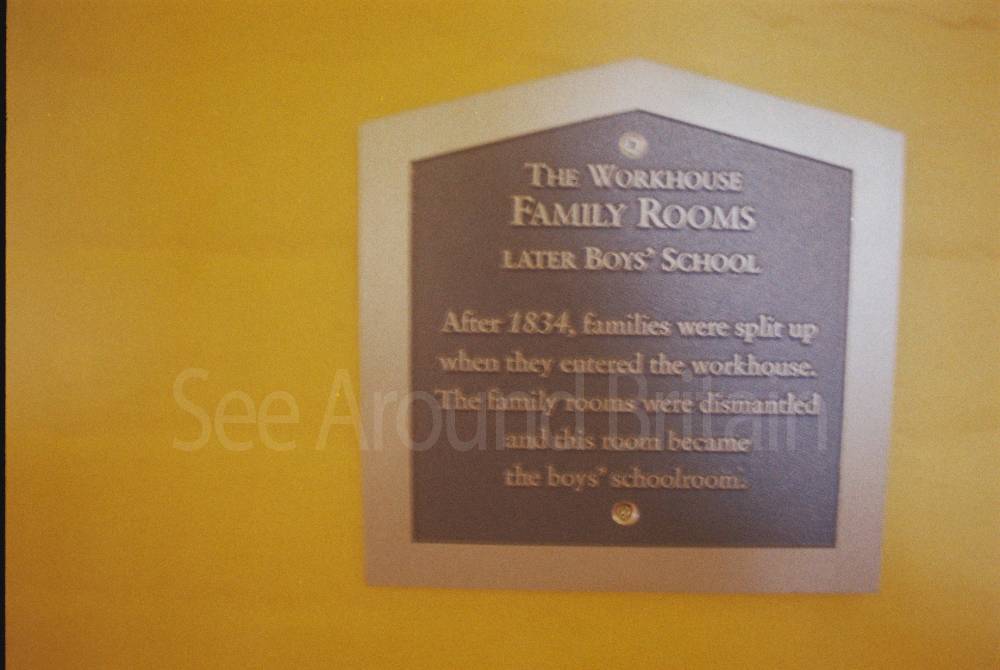 The Workhouse
Family Rooms
later Boys' School
After 1834, families were split up
when they entered the workhouse.
The family rooms were dismantled
and this room became
the boys' schoolroom.
See Around Britain